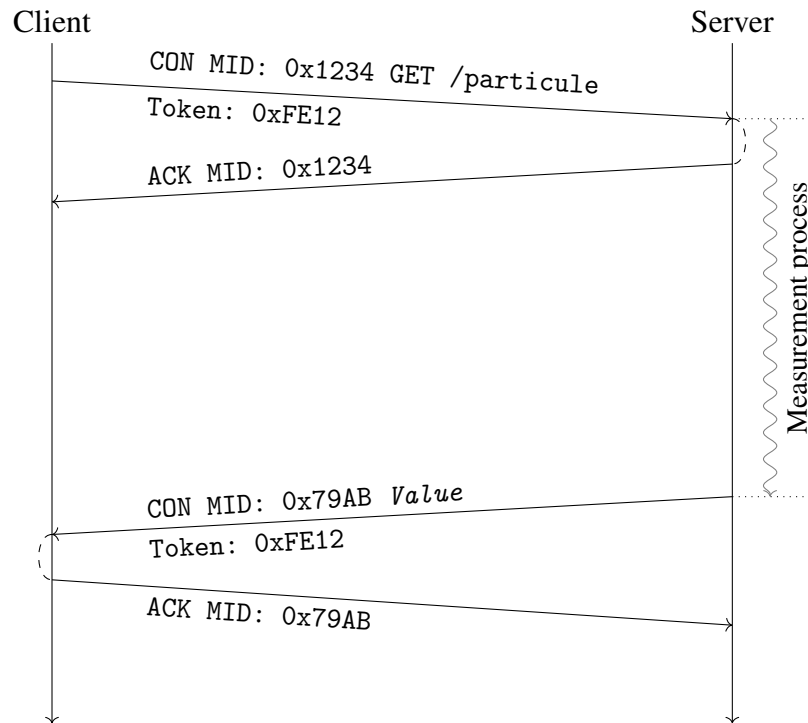 Client
Server
CON MID: 0x1234 GET /particule
Token: 0xFE12
ACK MID: 0x1234
Measurement process
CON MID: 0x79AB Value
Token: 0xFE12
ACK MID: 0x79AB